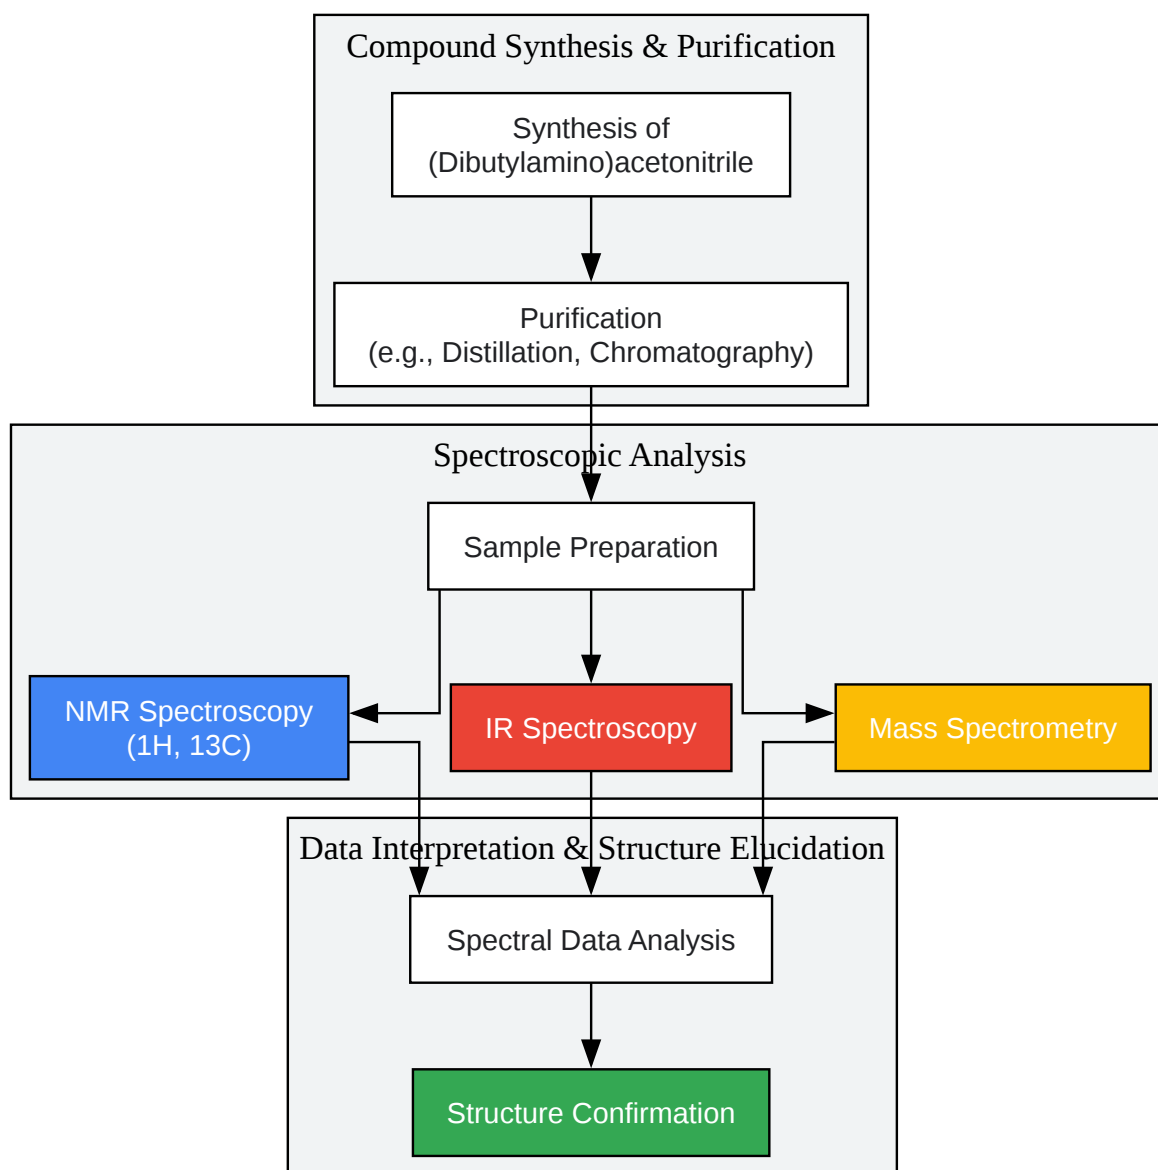 Compound Synthesis & Purification
Synthesis of
(Dibutylamino)acetonitrile
Purification
(e.g., Distillation, Chromatography)
Spectroscopic Analysis
Sample Preparation
NMR Spectroscopy
(1H, 13C)
IR Spectroscopy
Mass Spectrometry
Data Interpretation & Structure Elucidation
Spectral Data Analysis
Structure Confirmation